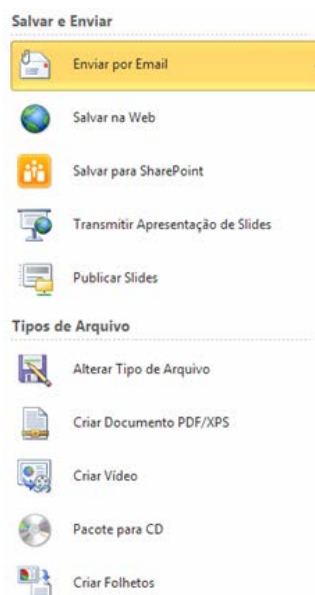 Salvar e Enviar
Enviar por Email
Salvar na Web
Salvar para SharePoint
Transmitir Apresentação de Slides
Publicar Slides
Tipos de Arquivo
Alterar Tipo de Arquivo
Criar Documento PDF/XPS
Criar Vídeo
Pacote para CD
Criar Folhetos